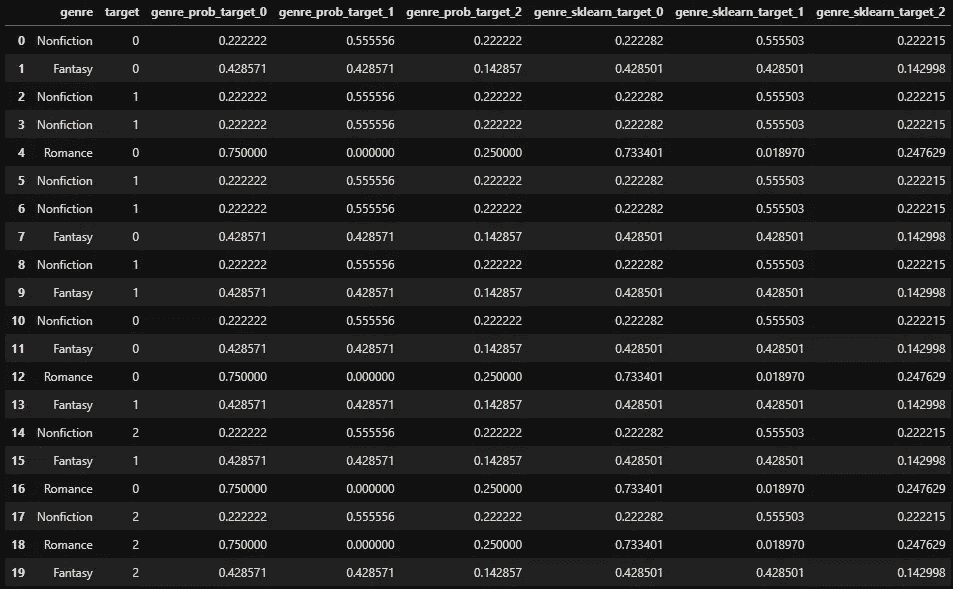 genre target genre_prob_target_0 genre_prob_target_1 genre_prob_target_2 genre_sklearn_target_0 genre_sklearn_target_1 genre_sklearn_target_2
0 Nonfiction 0 0.222222 0.555556 0.222222 0.222282 0.555503 0.222215
1 Fantasy 0 0.428571 0.428571 0.142857 0.428501 0.428501 0.142998
2 Nonfiction 1 0.222222 0.555556 0.222222 0.222282 0.555503 0.222215
3 Nonfiction 1 0.222222 0.555556 0.222222 0.222282 0.555503 0.222215
4 Romance 0 0.750000 0.000000 0.250000 0.733401 0.018970 0.247629
5 Nonfiction 1 0.222222 0.555556 0.222222 0.222282 0.555503 0.222215
6 Nonfiction 1 0.222222 0.555556 0.222222 0.222282 0.555503 0.222215
7 Fantasy 0 0.428571 0.428571 0.142857 0.428501 0.428501 0.142998
8 Nonfiction 1 0.222222 0.555556 0.222222 0.222282 0.555503 0.222215
9 Fantasy 1 0.428571 0.428571 0.142857 0.428501 0.428501 0.142998
10 Nonfiction 0 0.222222 0.555556 0.222222 0.222282 0.555503 0.222215
11 Fantasy 0 0.428571 0.428571 0.142857 0.428501 0.428501 0.142998
12 Romance 0 0.750000 0.000000 0.250000 0.733401 0.018970 0.247629
13 Fantasy 1 0.428571 0.428571 0.142857 0.428501 0.428501 0.142998
14 Nonfiction 2 0.222222 0.555556 0.222222 0.222282 0.555503 0.222215
15 Fantasy 1 0.428571 0.428571 0.142857 0.428501 0.428501 0.142998
16 Romance 0 0.750000 0.000000 0.250000 0.733401 0.018970 0.247629
17 Nonfiction 2 0.222222 0.555556 0.222222 0.222282 0.555503 0.222215
18 Romance 2 0.750000 0.000000 0.250000 0.733401 0.018970 0.247629
19 Fantasy 2 0.428571 0.428571 0.142857 0.428501 0.428501 0.142998